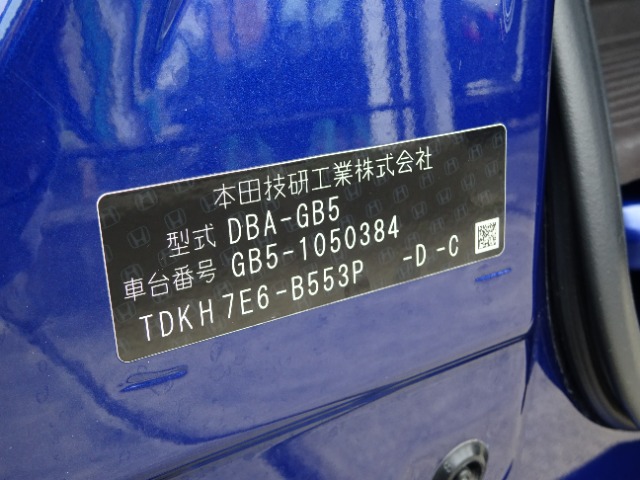 本田技研工業株式会社
型式 DBA-GB5
車台番号 GB5-1050384
TDKH7E6-B553P -D-C